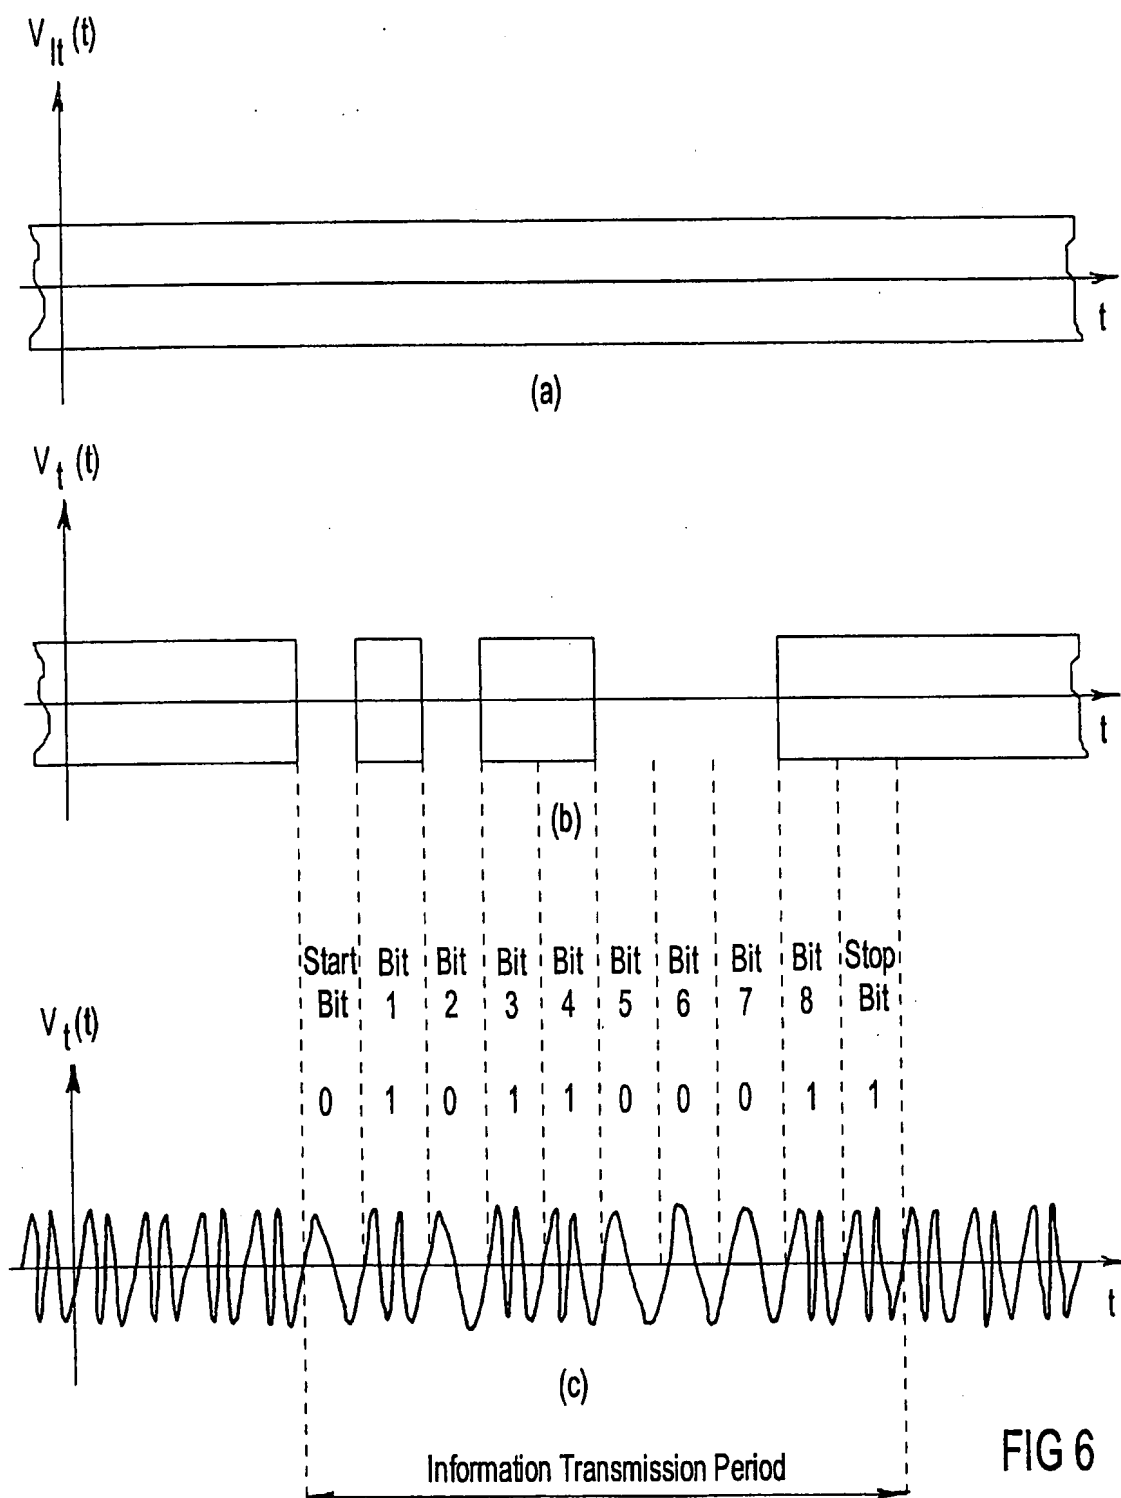 V_lt (t)
t
(a)
V_t (t)
t
(b)
Start Bit Bit Bit Bit Bit Bit Bit Bit Stop
Bit 1 2 3 4 5 6 7 8 Bit
V_t(t)
0 1 0 1 1 0 0 0 1 1
t
(c)
FIG 6
Information Transmission Period